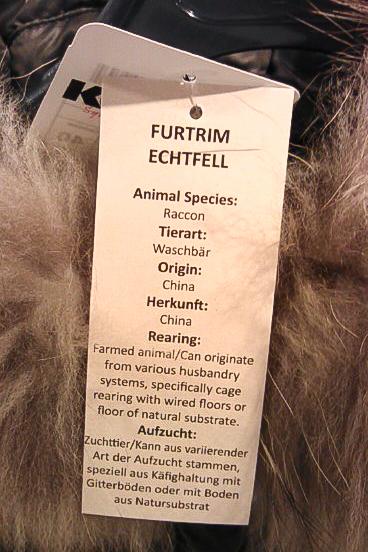 FURTRIM
ECHTFELL
Animal Species:
Raccon
Tierart:
Waschbär
Origin:
China
Herkunft:
China
Rearing:
Farmed animal/Can originate
from various husbandry
systems, specifically cage
rearing with wired floors or
floor of natural substrate.
Aufzucht:
Zuchttier/Kann aus variierender
Art der Aufzucht stammen,
speziell aus Käfighaltung mit
Gitterböden oder mit Boden
aus Natursubstrat